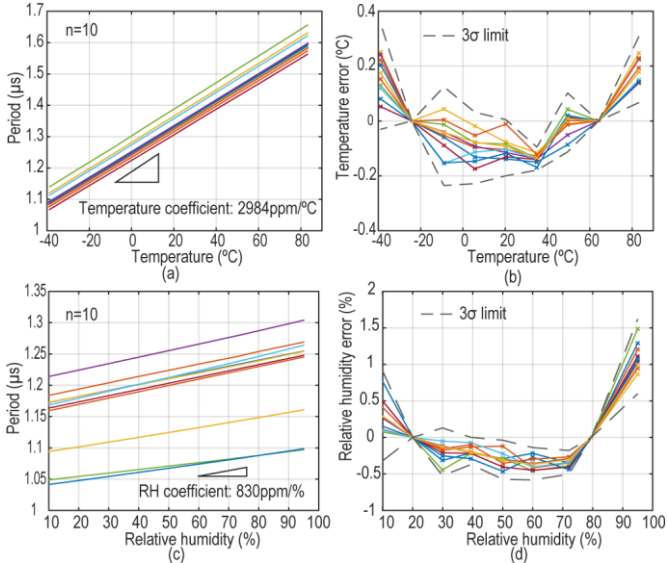 1.7
1.6
1.5
1.4
1.3
1.2
1.1
1
Period (µs)
n=10
Temperature coefficient: 2984ppm/ºC
-40 -20 0 20 40 60 80
Temperature (ºC)
(a)
0.4
0.2
0
-0.2
-0.4
Temperature error (ºC)
3σ limit
-40 -20 0 20 40 60 80
Temperature (ºC)
(b)
1.35
1.3
1.25
1.2
1.15
1.1
1.05
1
Period (µs)
n=10
RH coefficient: 830ppm/%
10 20 30 40 50 60 70 80 90 100
Relative humidity (%)
(c)
2
1.5
1
0.5
0
-0.5
-1
Relative humidity error (%)
3σ limit
10 20 30 40 50 60 70 80 90 100
Relative humidity (%)
(d)